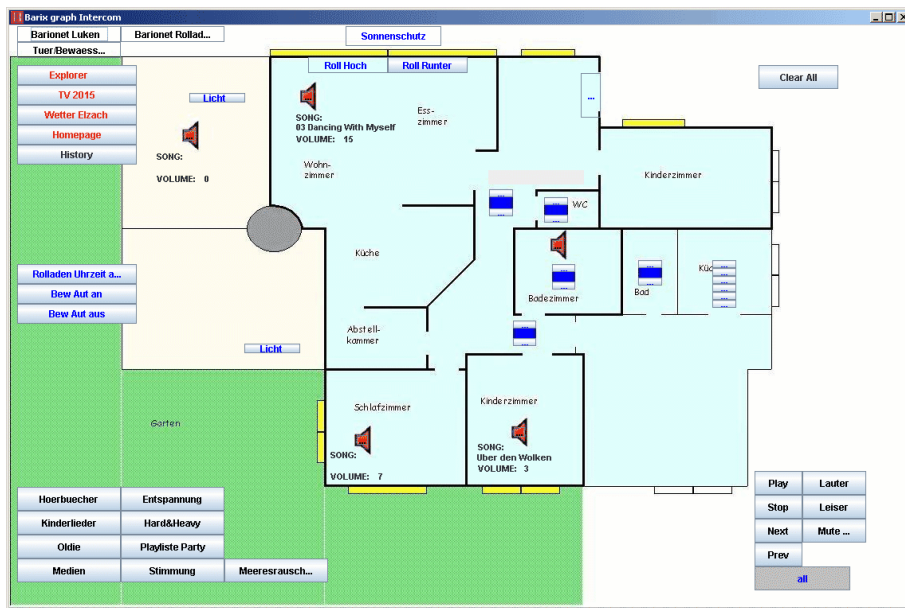 Barix graph Intercom
Barionet Luken
Barionet Rollad...
Sonnenschutz
Tuer/Bewaess...
Explorer
TV 2015
Wetter Elzach
Homepage
History
Licht
SONG:
VOLUME: 0
Roll Hoch
Roll Runter
SONG:
03 Dancing With Myself
VOLUME: 15
Ess-
zimmer
Wohn-
zimmer
...
Clear All
Kinderzimmer
WC
Küche
Badezimmer
Bad
Rolladen Uhrzeit a...
Bew Aut an
Bew Aut aus
Abstell-
kammer
Licht
Garten
Schlafzimmer
SONG:
VOLUME: 7
Kinderzimmer
SONG:
Uber den Wolken
VOLUME: 3
Hoerbuecher
Entspannung
Kinderlieder
Hard&Heavy
Oldie
Playliste Party
Medien
Stimmung
Meeresrausch...
Play
Lauter
Stop
Leiser
Next
Mute ...
Prev
all